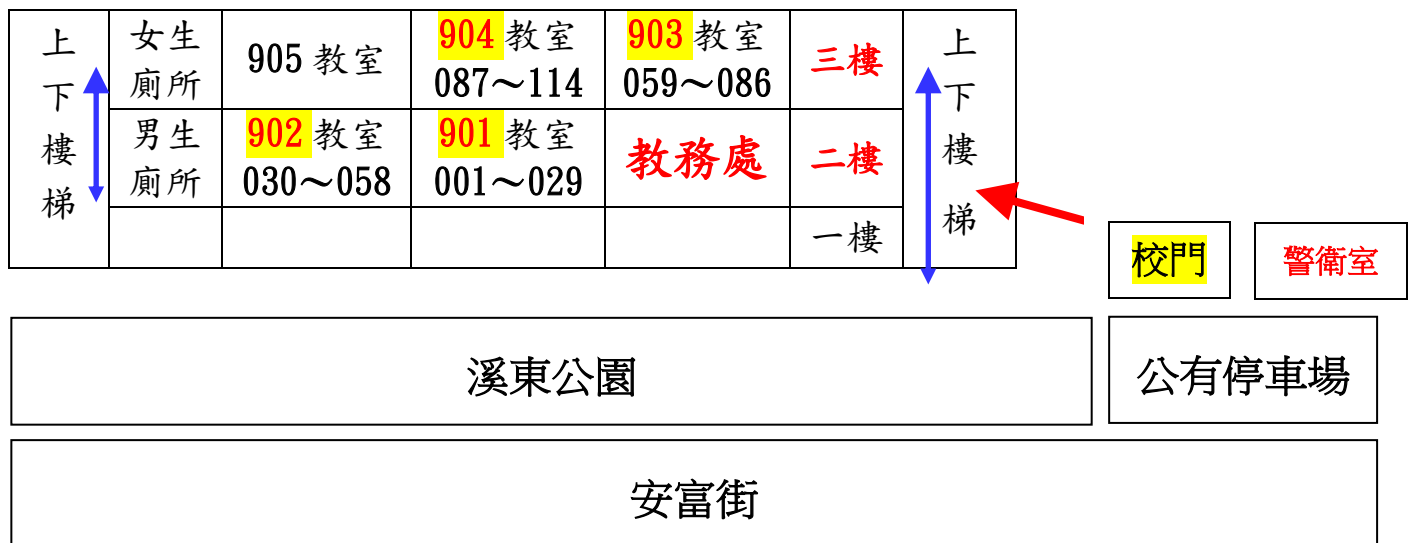 上下樓梯
女生廁所
905 教室
904 教室
087～114
903 教室
059～086
三樓
上下樓梯
男生廁所
902 教室
030～058
901 教室
001～029
教務處
二樓
一樓
校門
警衛室
溪東公園
公有停車場
安富街